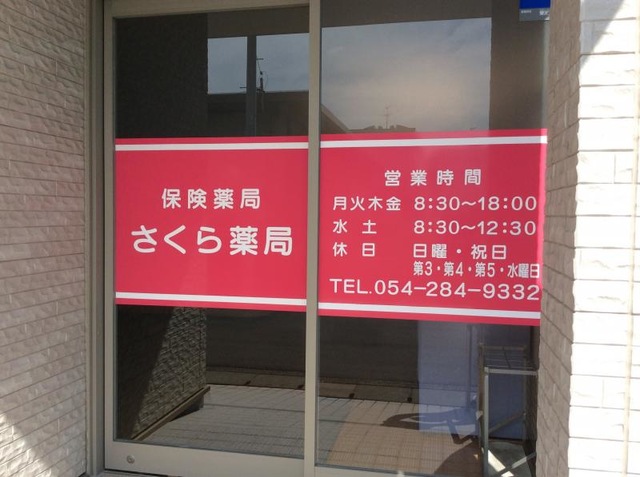 保険薬局
さくら薬局
営業時間
月火木金 8:30～18:00
水 土 8:30～12:30
休 日 日曜・祝日
第3・第4・第5・水曜日
TEL.054-284-9332